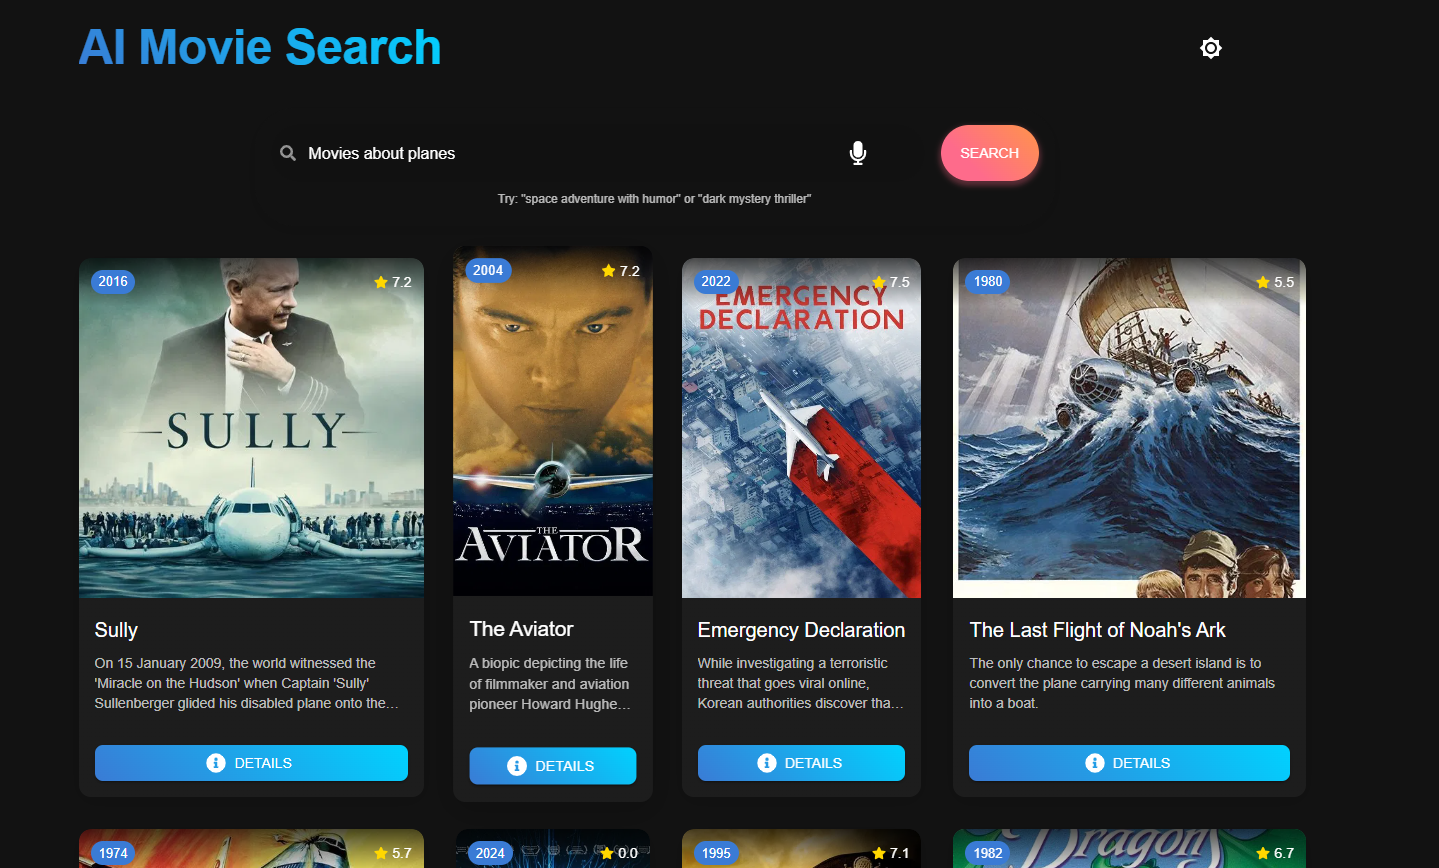 AI Movie Search
Movies about planes
SEARCH
Try: "space adventure with humor" or "dark mystery thriller"
2016
7.2
SULLY
Sully
On 15 January 2009, the world witnessed the
'Miracle on the Hudson' when Captain 'Sully'
Sullenberger glided his disabled plane onto the...
DETAILS
2004
7.2
THE
AVIATOR
The Aviator
A biopic depicting the life
of filmmaker and aviation
pioneer Howard Hughe...
DETAILS
2022
7.5
EMERGENCY
DECLARATION
Emergency Declaration
While investigating a terroristic
threat that goes viral online,
Korean authorities discover tha...
DETAILS
1980
5.5
The Last Flight of Noah's Ark
The only chance to escape a desert island is to
convert the plane carrying many different animals
into a boat.
DETAILS
1974
5.7
2024
0.0
1995
7.1
1982
6.7
Dragon